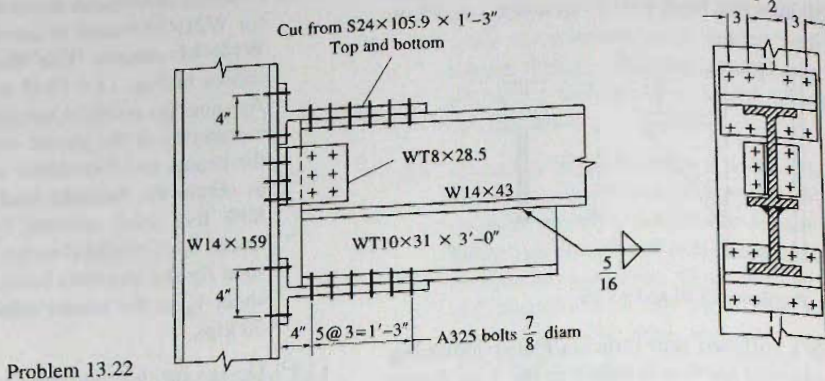 Cut from S24×105.9 × 1'–3"
Top and bottom
2
3
3
4"
WT8×28.5
W14×43
W14×159
WT10×31 × 3'–0"
5
16
4"
4"
5@3=1'–3"
A325 bolts 7/8 diam
Problem 13.22